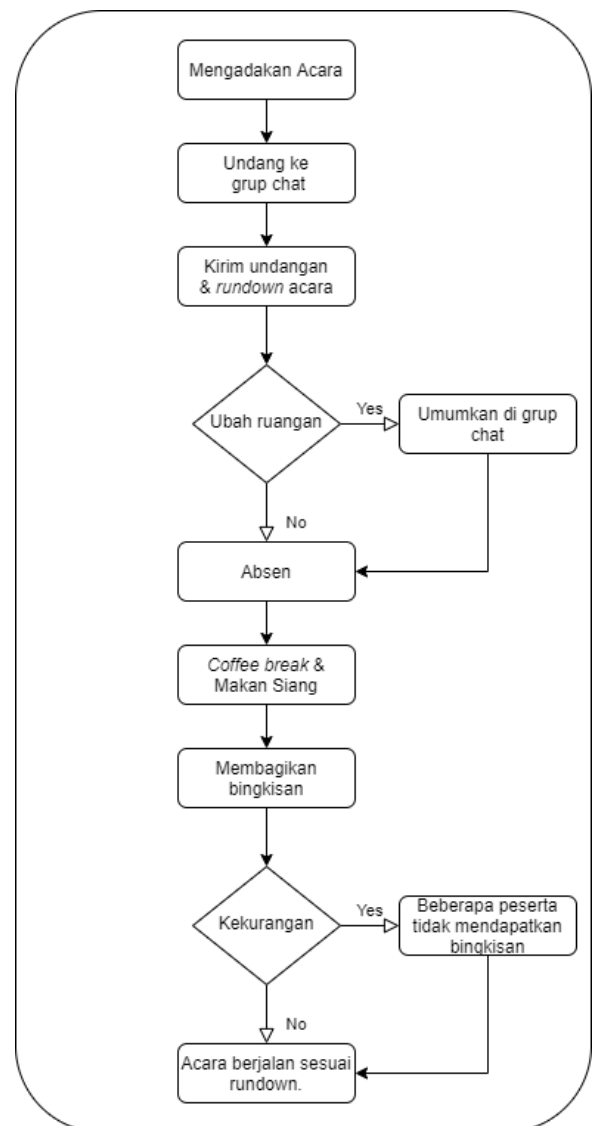 Mengadakan Acara
Undang ke
grup chat
Kirim undangan
& rundown acara
Ubah ruangan
Yes
Umumkan di grup
chat
No
Absen
Coffee break &
Makan Siang
Membagikan
bingkisan
Kekurangan
Yes
Beberapa peserta
tidak mendapatkan
bingkisan
No
Acara berjalan sesuai
rundown.